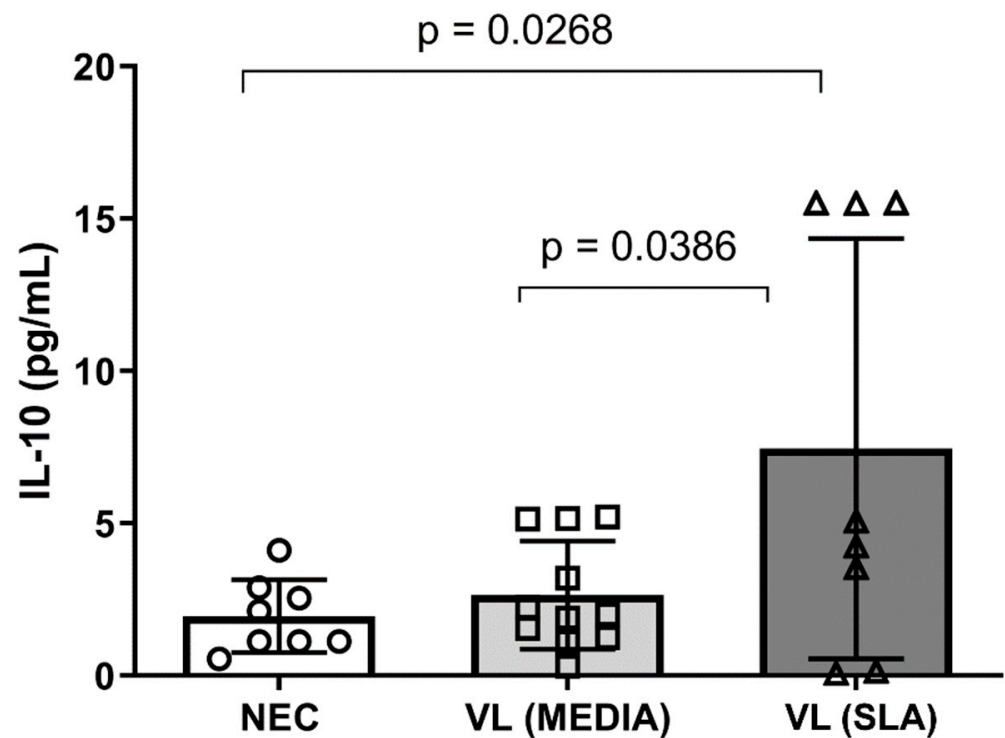 p = 0.0268
20
p = 0.0386
15
10
5
0
IL-10 (pg/mL)
NEC
VL (MEDIA)
VL (SLA)